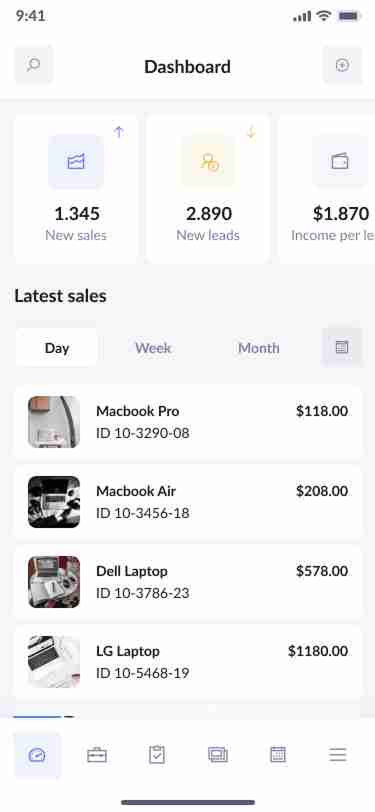 9:41
Dashboard
1.345
New sales
2.890
New leads
$1.870
Income per le
Latest sales
Day
Week
Month
Macbook Pro
$118.00
ID 10-3290-08
Macbook Air
$208.00
ID 10-3456-18
Dell Laptop
$578.00
ID 10-3786-23
LG Laptop
$1180.00
ID 10-5468-19